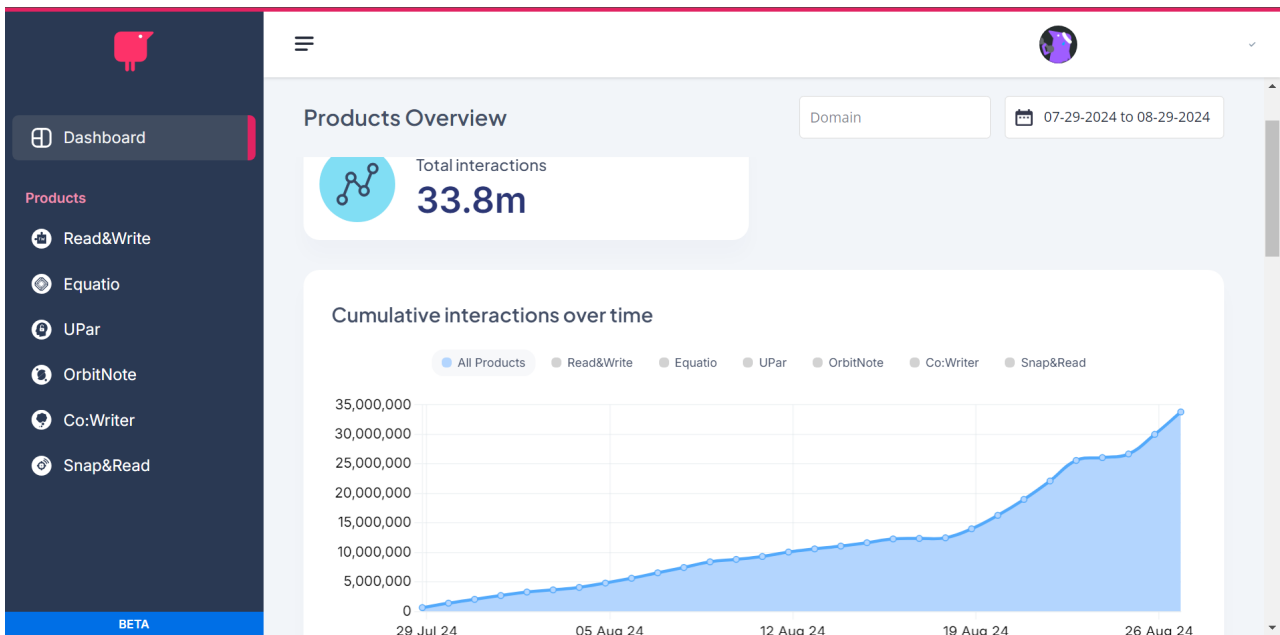 Dashboard
Products
Read&Write
Equatio
UPar
OrbitNote
Co:Writer
Snap&Read
BETA
Products Overview
Domain
07-29-2024 to 08-29-2024
Total interactions
33.8m
Cumulative interactions over time
All Products Read&Write Equatio UPar OrbitNote Co:Writer Snap&Read
35,000,000
30,000,000
25,000,000
20,000,000
15,000,000
10,000,000
5,000,000
0
29 Jul 24 05 Aug 24 12 Aug 24 19 Aug 24 26 Aug 24